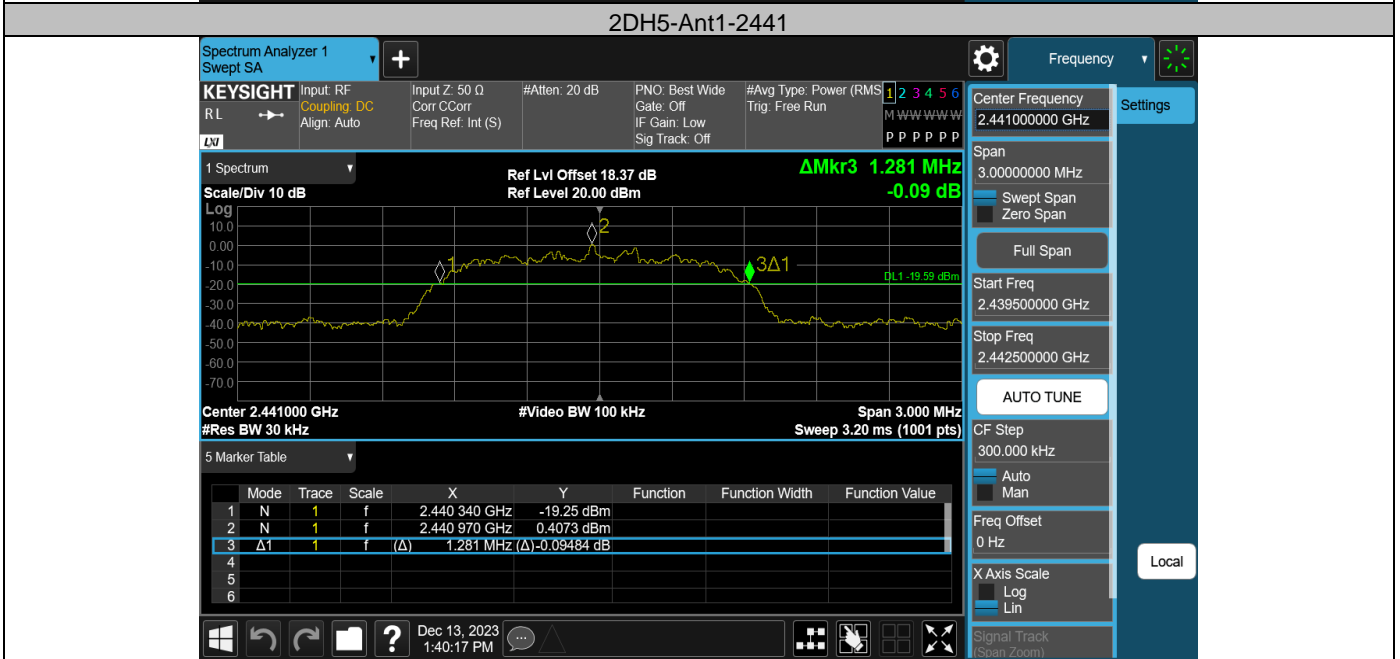 2DH5-Ant1-2441
Spectrum Analyzer 1
Swept SA
+
Frequency
KEYSIGHT
RL
LXI
Input: RF
Coupling: DC
Align: Auto
Input Z: 50 Ω
Corr CCorr
Freq Ref: Int (S)
#Atten: 20 dB
PNO: Best Wide
Gate: Off
IF Gain: Low
Sig Track: Off
#Avg Type: Power (RMS
Trig: Free Run
1 2 3 4 5 6
M W W W W W
P P P P P P
1 Spectrum
Scale/Div 10 dB
Ref Lvl Offset 18.37 dB
Ref Level 20.00 dBm
ΔMkr3 1.281 MHz
-0.09 dB
Log
10.0
0.00
-10.0
-20.0
-30.0
-40.0
-50.0
-60.0
-70.0
1
2
3Δ1
DL1 -19.59 dBm
Center 2.441000 GHz
#Video BW 100 kHz
Span 3.000 MHz
#Res BW 30 kHz
Sweep 3.20 ms (1001 pts)
5 Marker Table
Mode Trace Scale X Y Function Function Width Function Value
1 N 1 f 2.440 340 GHz -19.25 dBm
2 N 1 f 2.440 970 GHz 0.4073 dBm
3 Δ1 1 f (Δ) 1.281 MHz (Δ) -0.09484 dB
4
5
6
?
Dec 13, 2023
1:40:17 PM
Center Frequency
2.441000000 GHz
Settings
Span
3.00000000 MHz
Swept Span
Zero Span
Full Span
Start Freq
2.439500000 GHz
Stop Freq
2.442500000 GHz
AUTO TUNE
CF Step
300.000 kHz
Auto
Man
Freq Offset
0 Hz
Local
X Axis Scale
Log
Lin
Signal Track
(Span Zoom)